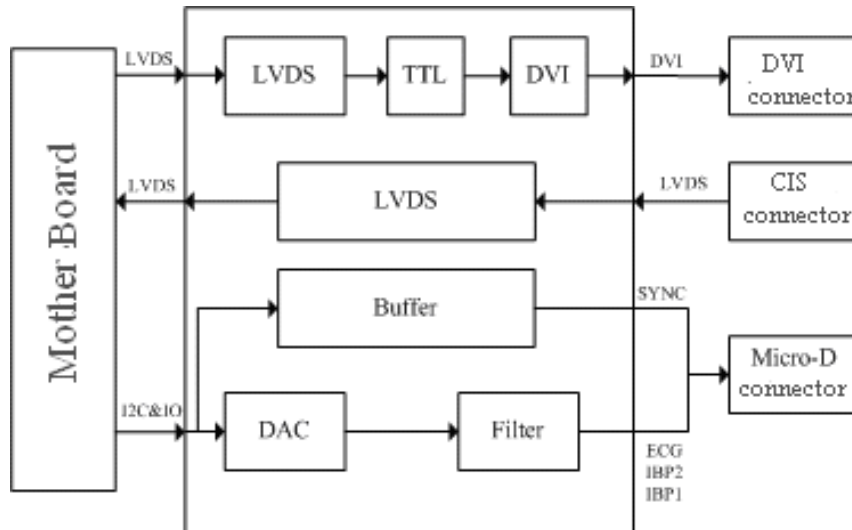 Mother Board
LVDS
LVDS
TTL
DVI
DVI
DVI
connector
LVDS
LVDS
LVDS
CIS
connector
Buffer
SYNC
Micro-D
connector
I2C&IO
DAC
Filter
ECG
IBP2
IBP1